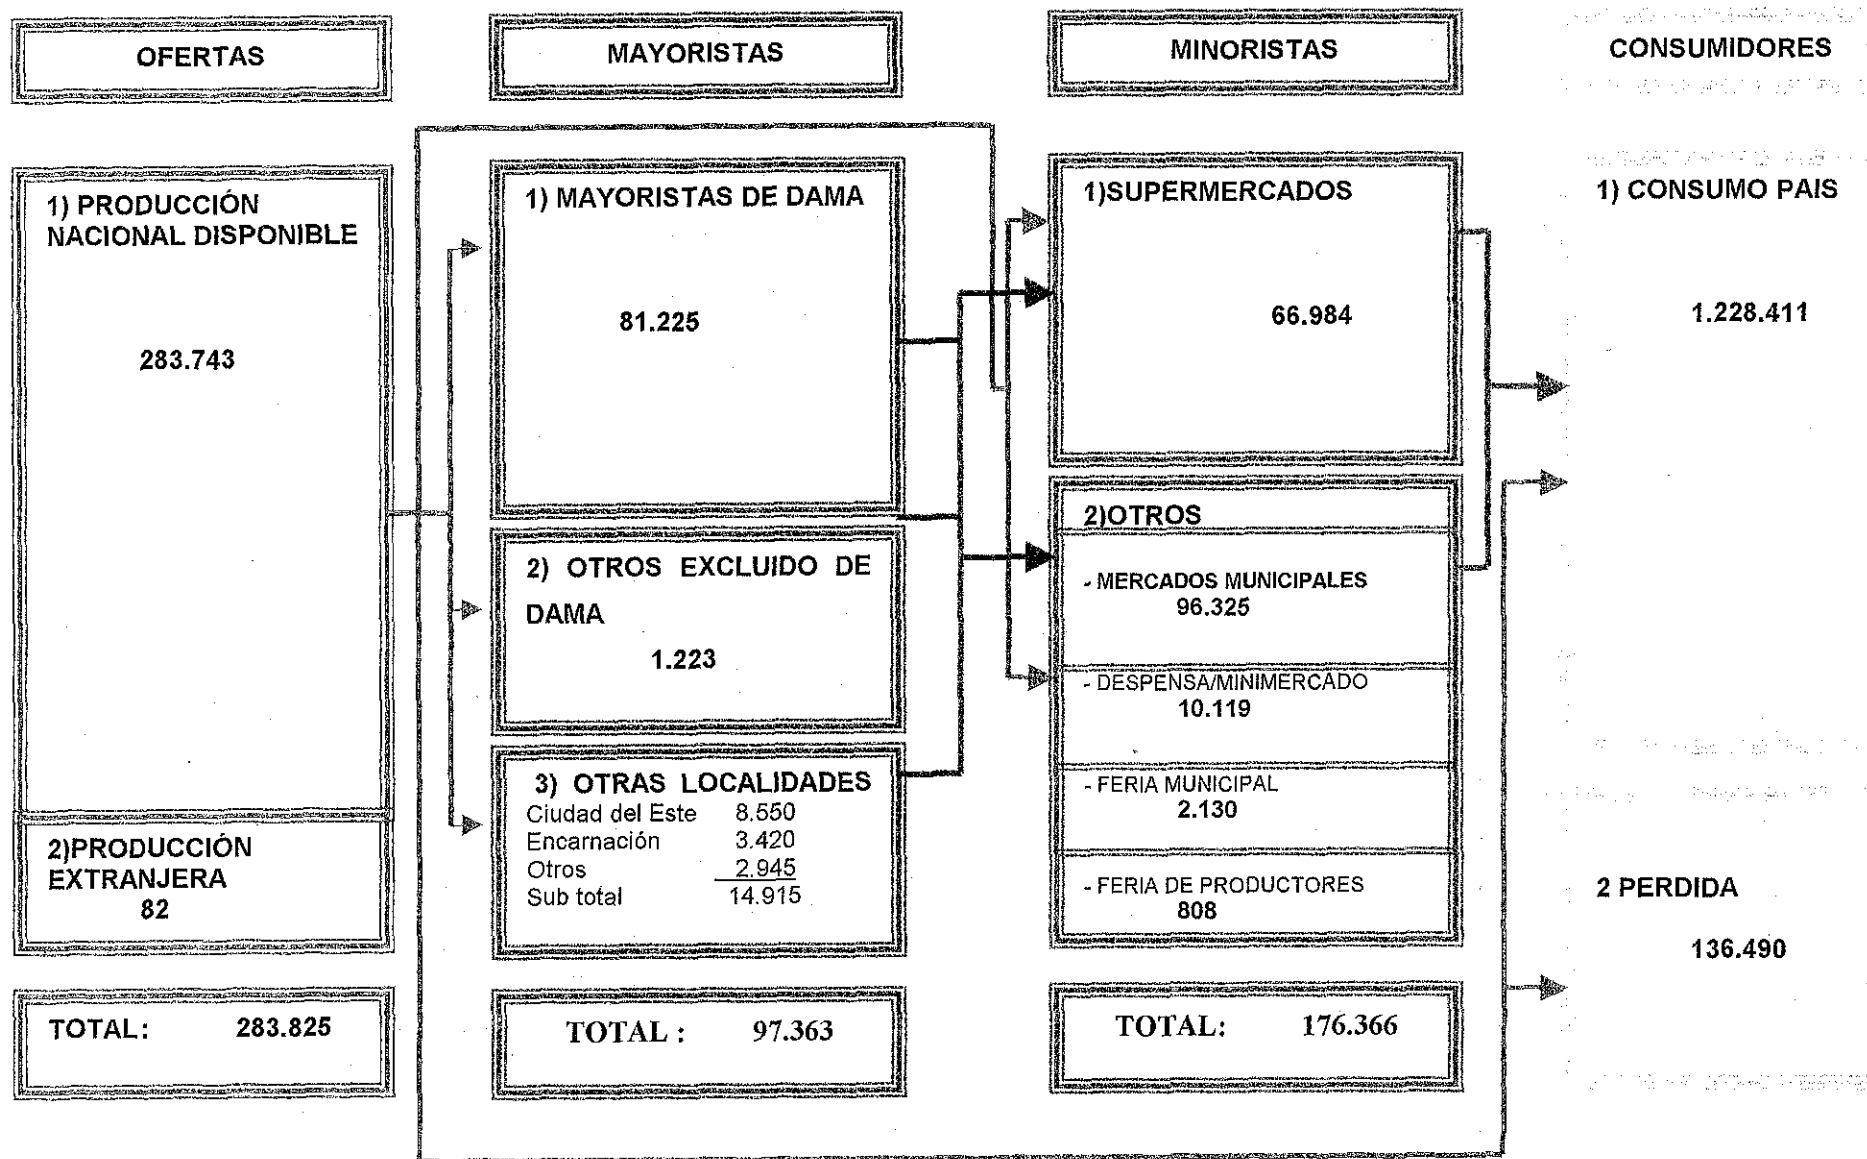 OFERTAS
MAYORISTAS
MINORISTAS
CONSUMIDORES
1) PRODUCCIÓN
NACIONAL DISPONIBLE
283.743
2)PRODUCCIÓN
EXTRANJERA
82
TOTAL: 283.825
1) MAYORISTAS DE DAMA
81.225
2) OTROS EXCLUIDO DE
DAMA
1.223
3) OTRAS LOCALIDADES
Ciudad del Este 8.550
Encarnación 3.420
Otros 2.945
Sub total 14.915
TOTAL : 97.363
1)SUPERMERCADOS
66.984
2)OTROS
- MERCADOS MUNICIPALES
96.325
- DESPENSA/MINIMERCADO
10.119
- FERIA MUNICIPAL
2.130
- FERIA DE PRODUCTORES
808
TOTAL: 176.366
1) CONSUMO PAIS
1.228.411
2 PERDIDA
136.490